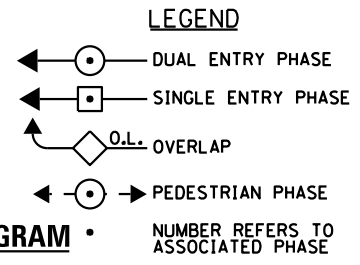 LEGEND
DUAL ENTRY PHASE
SINGLE ENTRY PHASE
O.L. OVERLAP
PEDESTRIAN PHASE
GRAM
NUMBER REFERS TO
ASSOCIATED PHASE